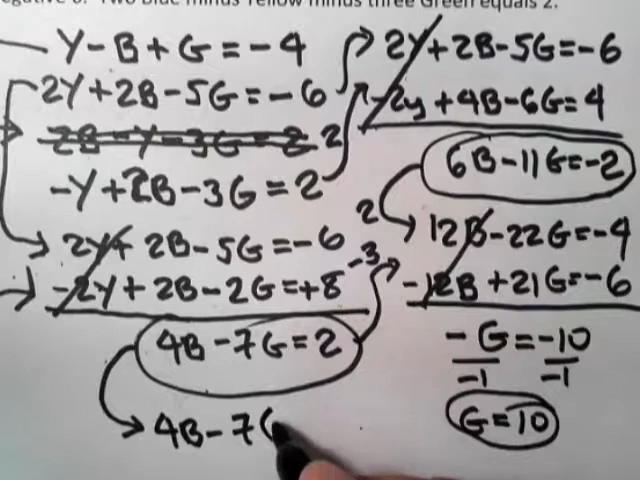 egative 6. Two Blue minus Yellow minus three Green equals 2.
Y-B+G=-4
2Y+2B-5G=-6
2B-Y-3G=2 2
-Y+2B-3G=2
2Y+2B-5G=-6
-2Y+2B-2G=+8
4B-7G=2 -3
4B-7G
2Y+2B-5G=-6
-2y+4B-6G=4
6B-11G=-2
2 12B-22G=-4
-12B+21G=-6
-G=-10
-1 -1
G=10